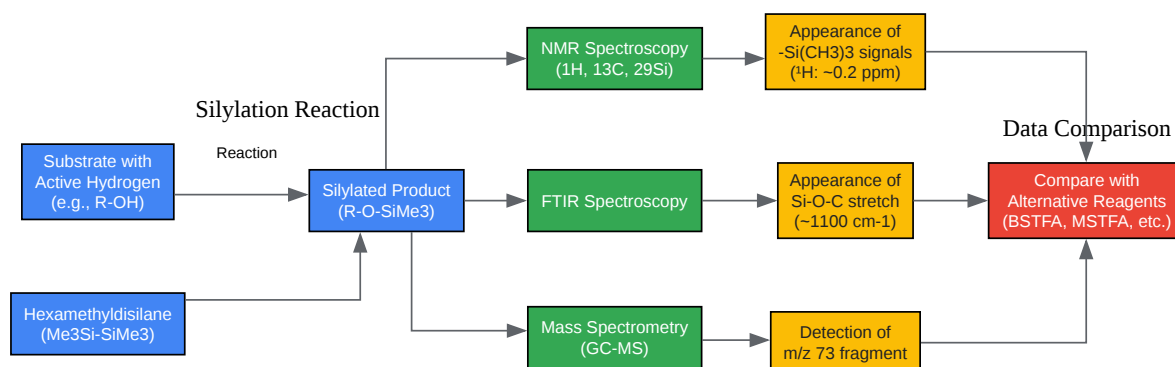 NMR Spectroscopy
(1H, 13C, 29Si)
Appearance of
-Si(CH3)3 signals
(¹H: ~0.2 ppm)
Silylation Reaction
Data Comparison
Reaction
Substrate with
Active Hydrogen
(e.g., R-OH)
Silylated Product
(R-O-SiMe3)
FTIR Spectroscopy
Appearance of
Si-O-C stretch
(~1100 cm-1)
Compare with
Alternative Reagents
(BSTFA, MSTFA, etc.)
Hexamethyldisilane
(Me3Si-SiMe3)
Mass Spectrometry
(GC-MS)
Detection of
m/z 73 fragment